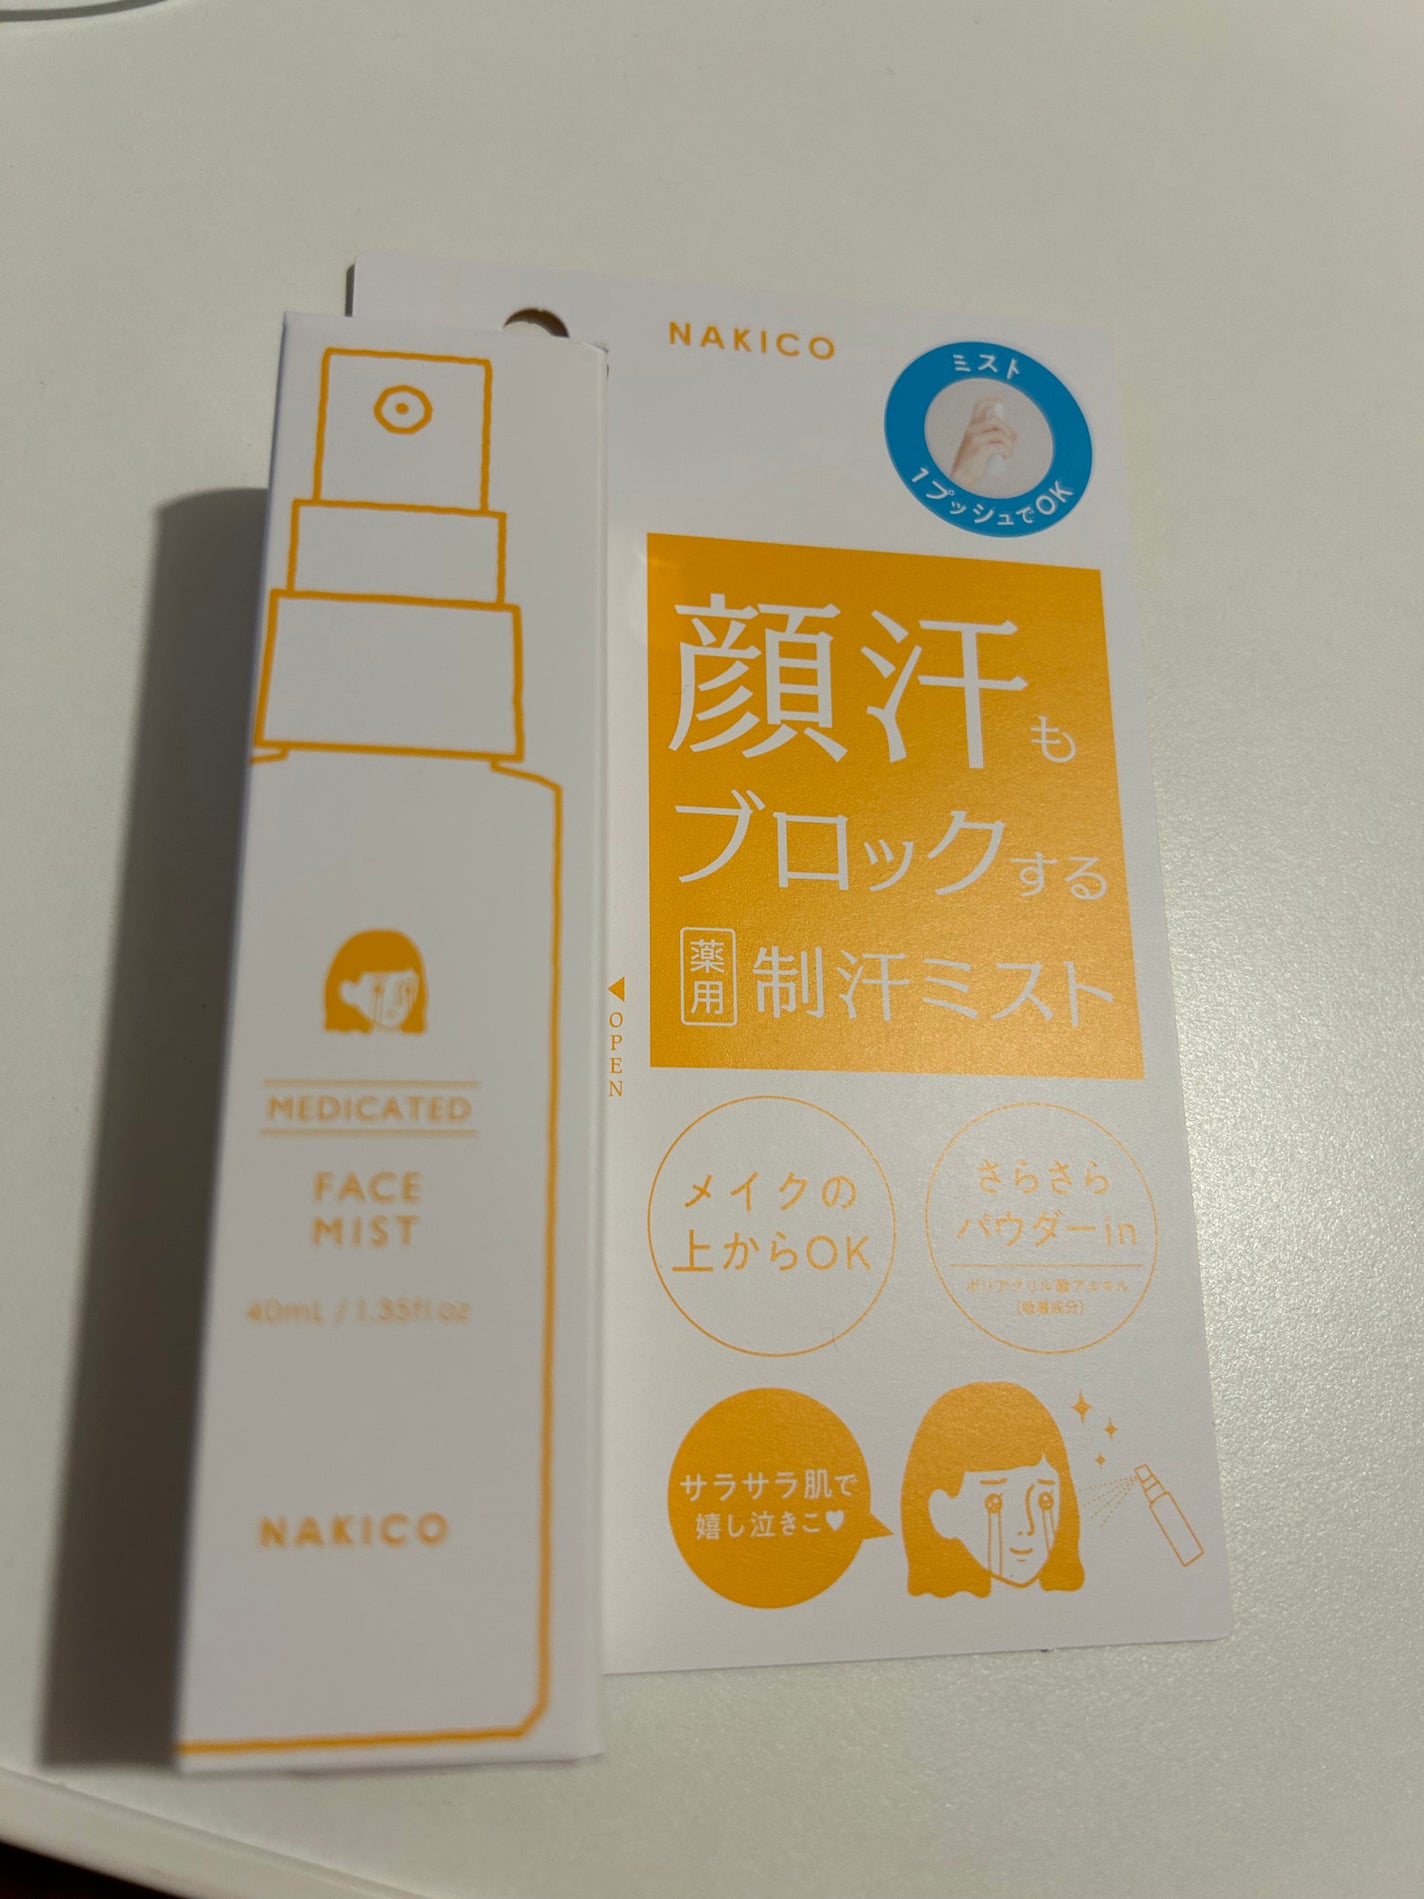 MEDICATED
FACE
MIST
40mL / 1.35fl oz
NAKICO
NAKICO
ミスト
1プッシュでOK
顔汗も
ブロックする
薬用 制汗ミスト
OPEN
メイクの
上からOK
さらさら
パウダーin
ポリアクリル酸アルキル
(吸着成分)
サラサラ肌で
嬉し泣きこ♥